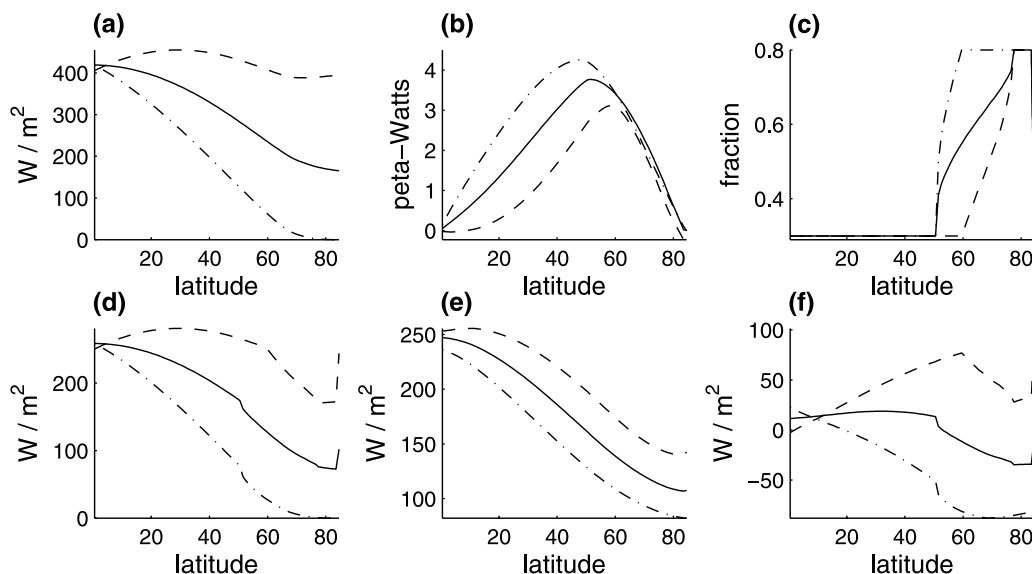 (a)
W / m²
400
300
200
100
0
20 40 60 80
latitude
(b)
peta–Watts
4
3
2
1
0
20 40 60 80
latitude
(c)
fraction
0.8
0.6
0.4
20 40 60 80
latitude
(d)
W / m²
200
100
0
20 40 60 80
latitude
(e)
W / m²
250
200
150
100
20 40 60 80
latitude
(f)
W / m²
100
50
0
−50
20 40 60 80
latitude